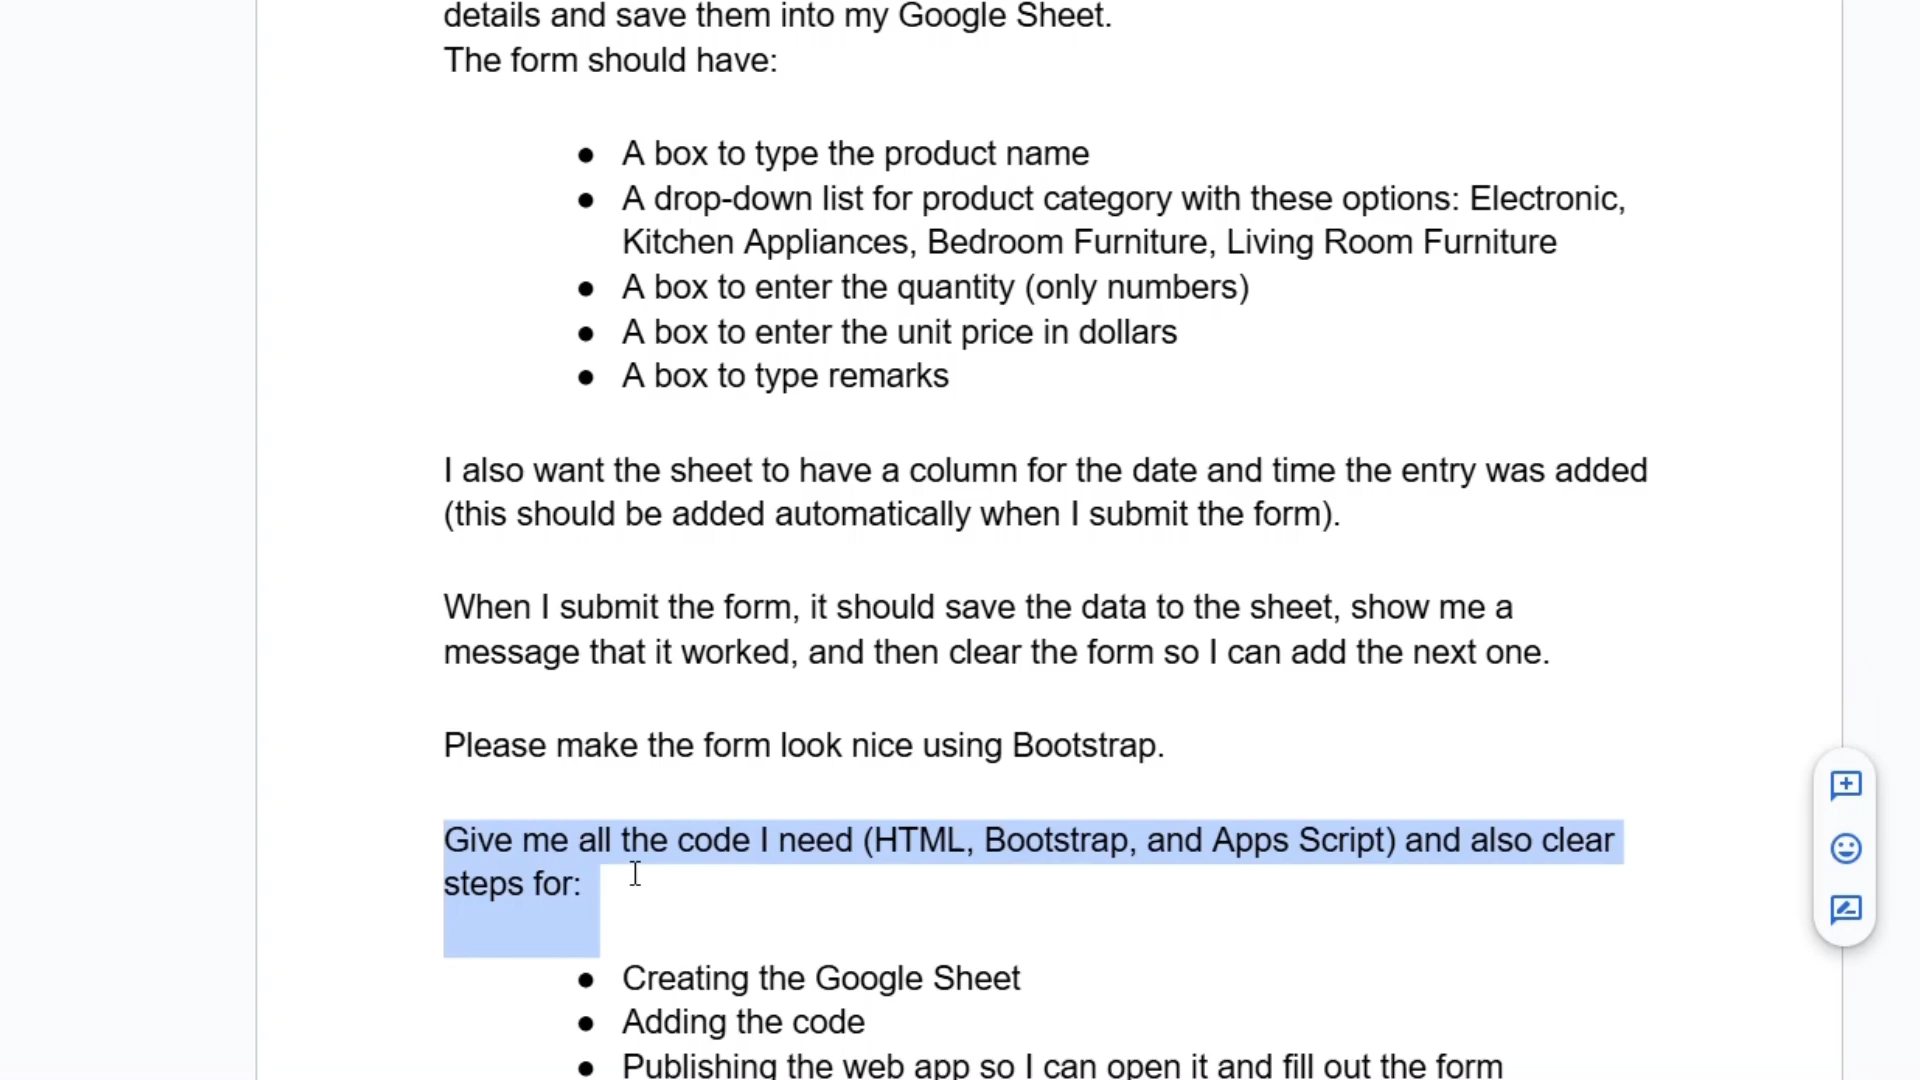 details and save them into my Google Sheet.
The form should have:
● A box to type the product name
● A drop-down list for product category with these options: Electronic,
Kitchen Appliances, Bedroom Furniture, Living Room Furniture
● A box to enter the quantity (only numbers)
● A box to enter the unit price in dollars
● A box to type remarks
I also want the sheet to have a column for the date and time the entry was added
(this should be added automatically when I submit the form).
When I submit the form, it should save the data to the sheet, show me a
message that it worked, and then clear the form so I can add the next one.
Please make the form look nice using Bootstrap.
Give me all the code I need (HTML, Bootstrap, and Apps Script) and also clear
steps for:
● Creating the Google Sheet
● Adding the code
● Publishing the web app so I can open it and fill out the form